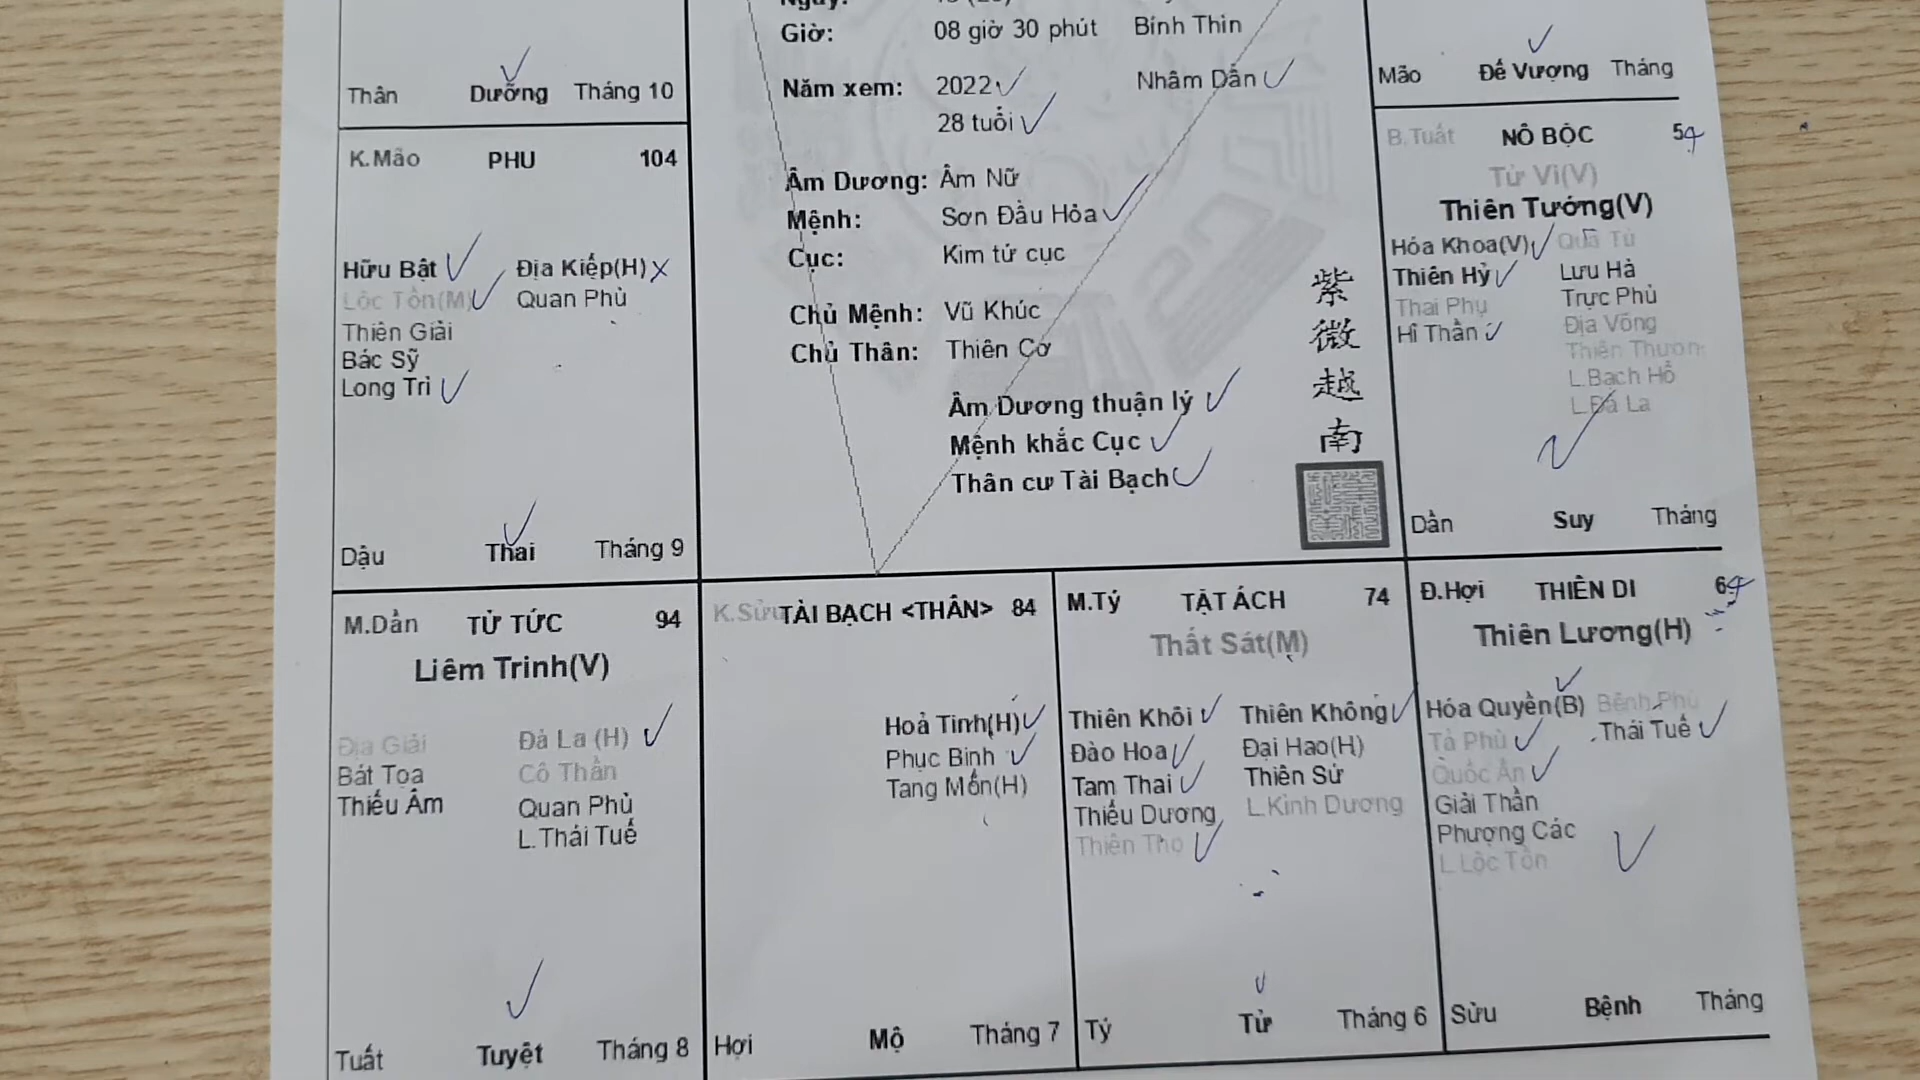 Giờ: 08 giờ 30 phút Bính Thìn
Năm xem: 2022 Nhâm Dần
28 tuổi
Âm Dương: Âm Nữ
Mệnh: Sơn Đầu Hỏa
Cục: Kim tứ cục
Chủ Mệnh: Vũ Khúc
Chủ Thân: Thiên Cơ
Âm Dương thuận lý
Mệnh khắc Cục
Thân cư Tài Bạch
紫微越南
Thân Dưỡng Tháng 10
Mão Đế Vượng Tháng
K.Mão PHU 104
Hữu Bật Địa Kiếp(H)
Lộc Tồn(M) Quan Phù
Thiên Giải
Bác Sỹ
Long Trì
Dậu Thai Tháng 9
B.Tuất NÔ BỘC 54
Tử Vi(V)
Thiên Tướng(V)
Hóa Khoa(V) Quả Tú
Thiên Hỷ Lưu Hà
Thai Phụ Trực Phù
Hỉ Thần Địa Võng
Thiên Thươn
L.Bạch Hổ
L.Đà La
Dần Suy Tháng
M.Dần TỬ TỨC 94
Liêm Trinh(V)
Địa Giải Đà La (H)
Bát Tọa Cô Thần
Thiếu Âm Quan Phủ
L.Thái Tuế
Tuất Tuyệt Tháng 8
K.Sửu TÀI BẠCH <THÂN> 84
Hoả Tinh(H)
Phục Binh
Tang Môn(H)
Hợi Mộ Tháng 7
M.Tý TẬT ÁCH 74
Thất Sát(M)
Thiên Khôi Thiên Không
Đào Hoa Đại Hao(H)
Tam Thai Thiên Sứ
Thiếu Dương L.Kình Dương
Thiên Thọ
Tý Tử Tháng 6
Đ.Hợi THIÊN DI 64
Thiên Lương(H)
Hóa Quyền(B) Bệnh Phù
Tả Phù Thái Tuế
Quốc Ấn
Giải Thần
Phượng Các
L.Lộc Tồn
Sửu Bệnh Tháng